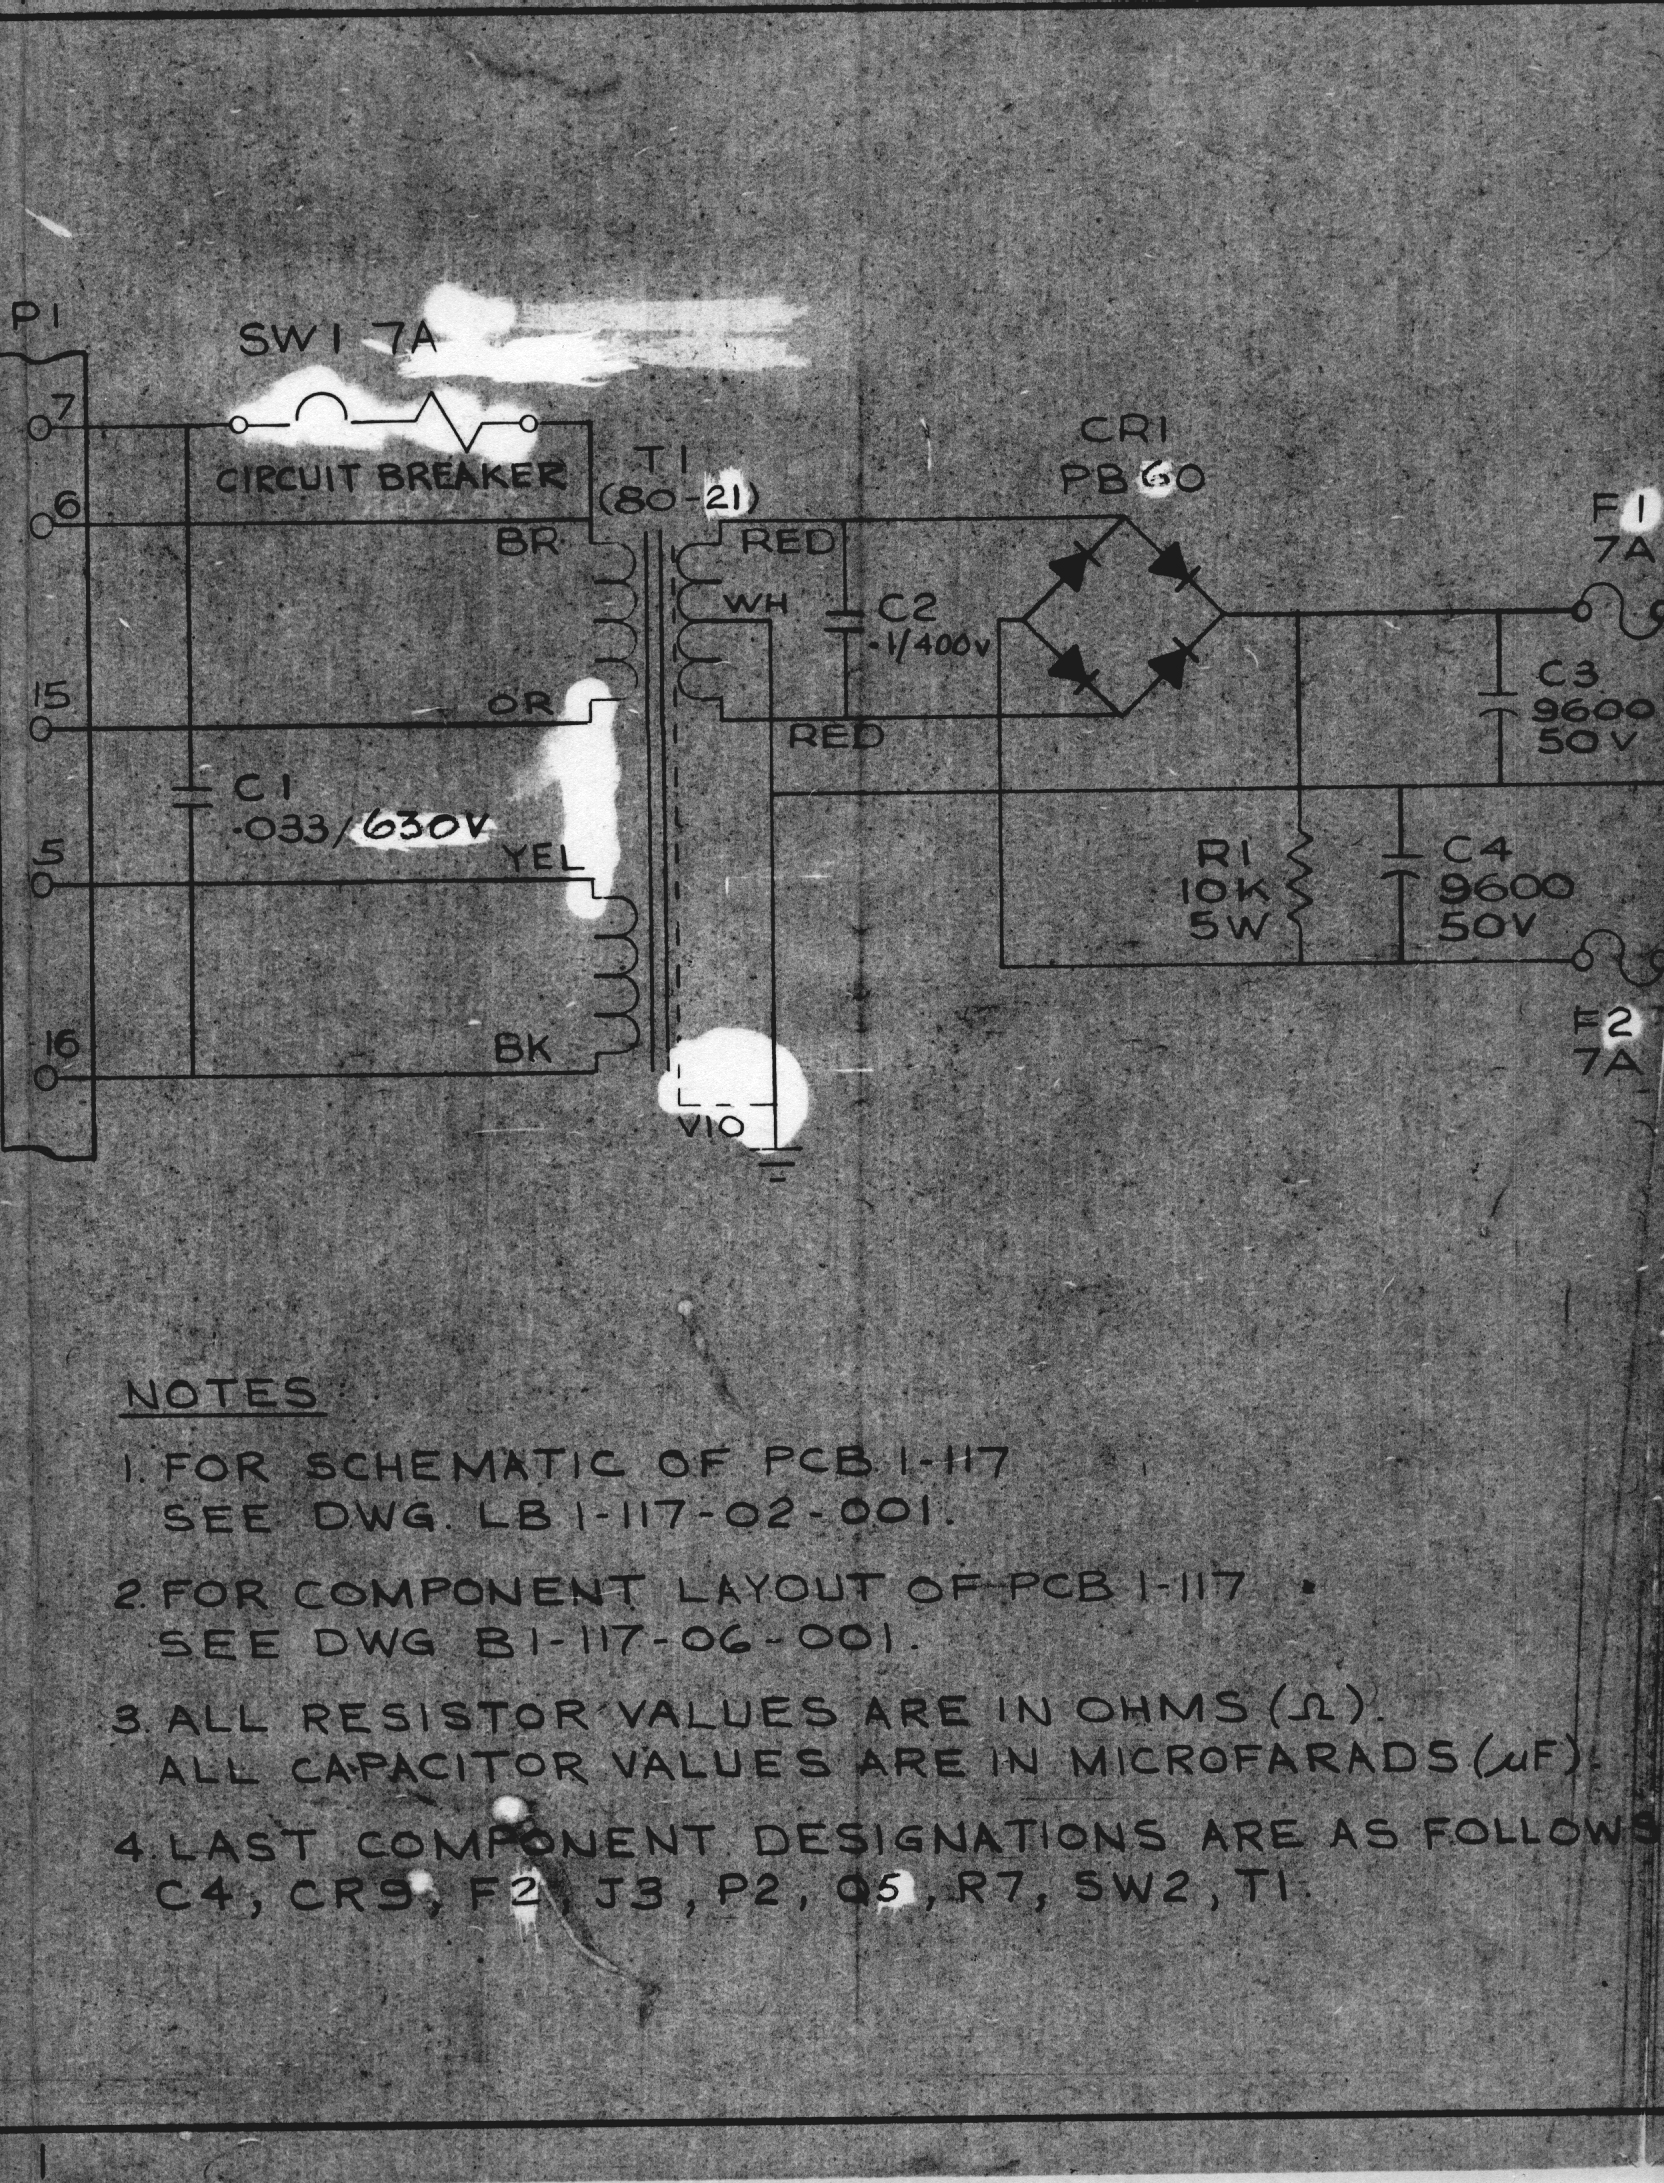 P1
SW1 7A
7
CIRCUIT BREAKER
T1
(80-21)
6
BR
RED
CR1
PB60
F1
7A
WH
C2
.1/400V
15
OR
RED
C3
9600
50V
C1
.033/630V
5
YEL
R1
10K
5W
C4
9600
50V
16
BK
F2
7A
VIO
NOTES
1. FOR SCHEMATIC OF PCB 1-117
SEE DWG. LB1-117-02-001.
2. FOR COMPONENT LAYOUT OF PCB 1-117
SEE DWG B1-117-06-001.
3. ALL RESISTOR VALUES ARE IN OHMS (Ω).
ALL CAPACITOR VALUES ARE IN MICROFARADS (µF).
4. LAST COMPONENT DESIGNATIONS ARE AS FOLLOWS
C4, CR9, F2, J3, P2, Q5, R7, SW2, T1.
1